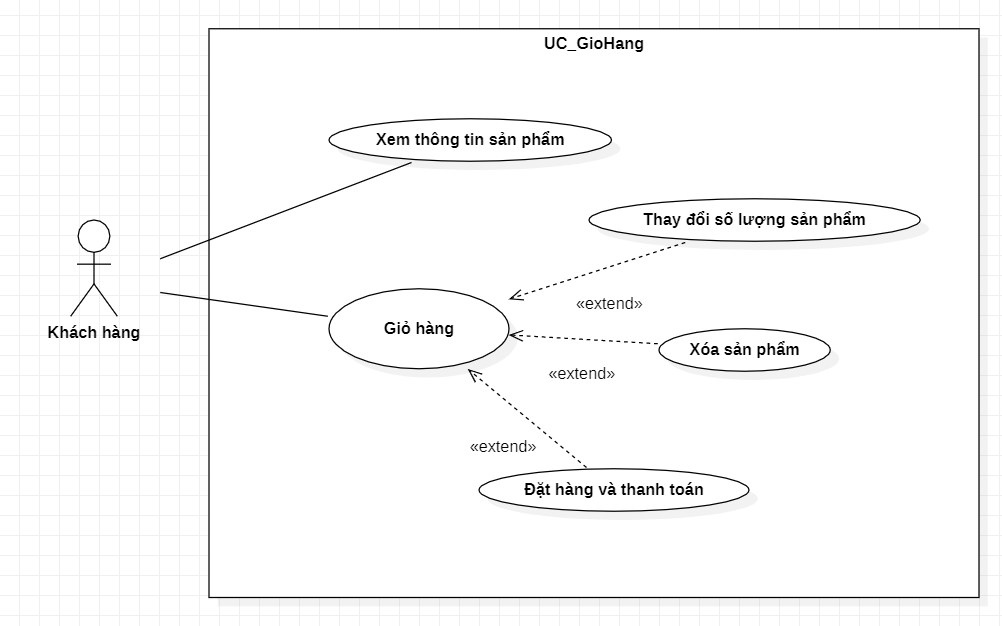 UC_GioHang
Xem thông tin sản phẩm
Thay đổi số lượng sản phẩm
«extend»
Khách hàng
Giỏ hàng
Xóa sản phẩm
«extend»
«extend»
Đặt hàng và thanh toán